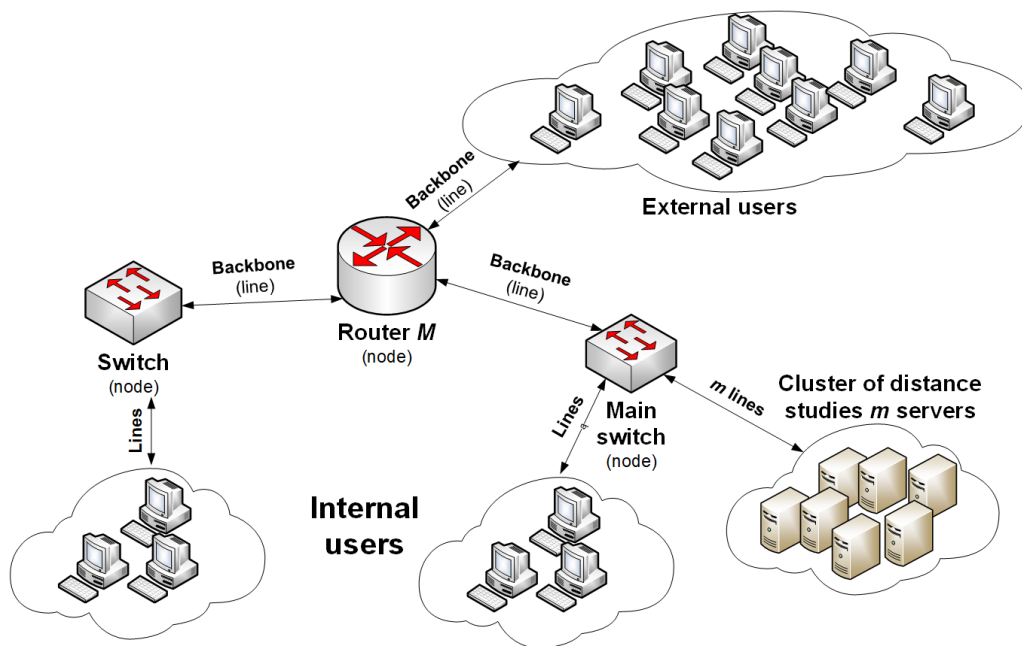 Backbone
(line)
External users
Backbone
(line)
Backbone
(line)
Router M
(node)
Switch
(node)
Lines
Main
switch
(node)
Lines
m lines
Cluster of distance
studies m servers
Internal
users